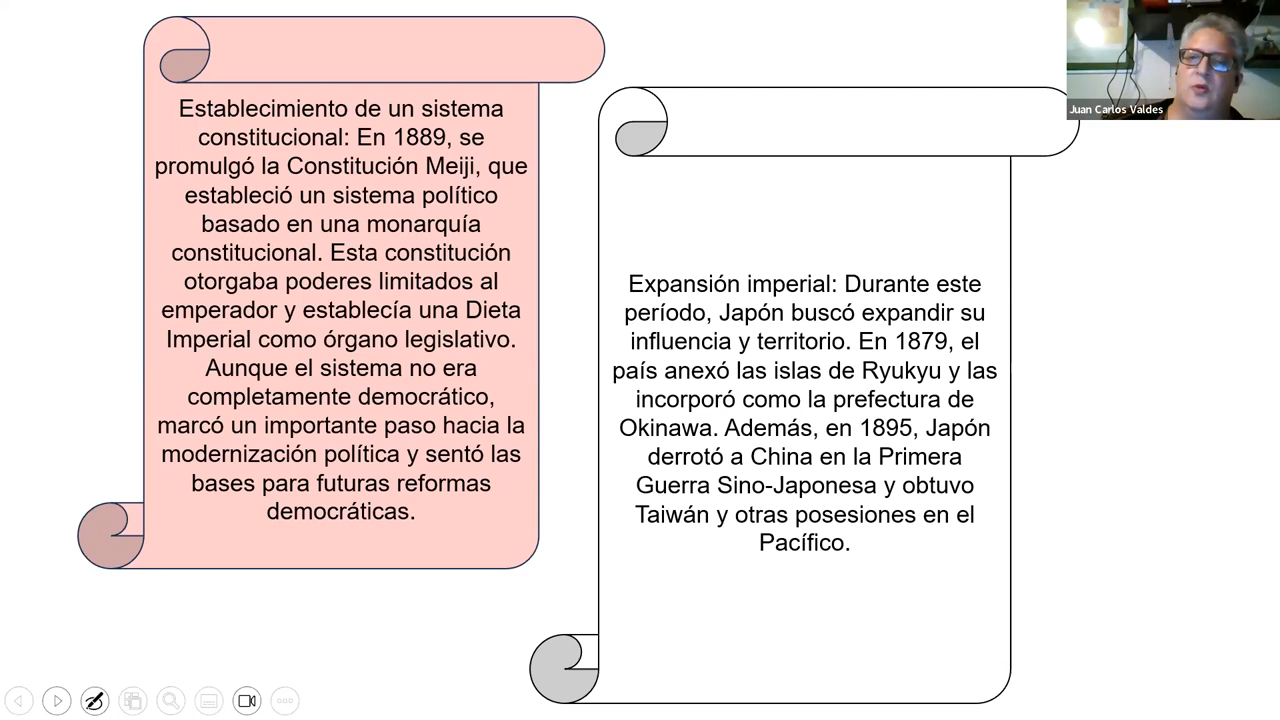 Establecimiento de un sistema
constitucional: En 1889, se
promulgó la Constitución Meiji, que
estableció un sistema político
basado en una monarquía
constitucional. Esta constitución
otorgaba poderes limitados al
emperador y establecía una Dieta
Imperial como órgano legislativo.
Aunque el sistema no era
completamente democrático,
marcó un importante paso hacia la
modernización política y sentó las
bases para futuras reformas
democráticas.
Expansión imperial: Durante este
período, Japón buscó expandir su
influencia y territorio. En 1879, el
país anexó las islas de Ryukyu y las
incorporó como la prefectura de
Okinawa. Además, en 1895, Japón
derrotó a China en la Primera
Guerra Sino-Japonesa y obtuvo
Taiwán y otras posesiones en el
Pacífico.
Juan Carlos Valdes